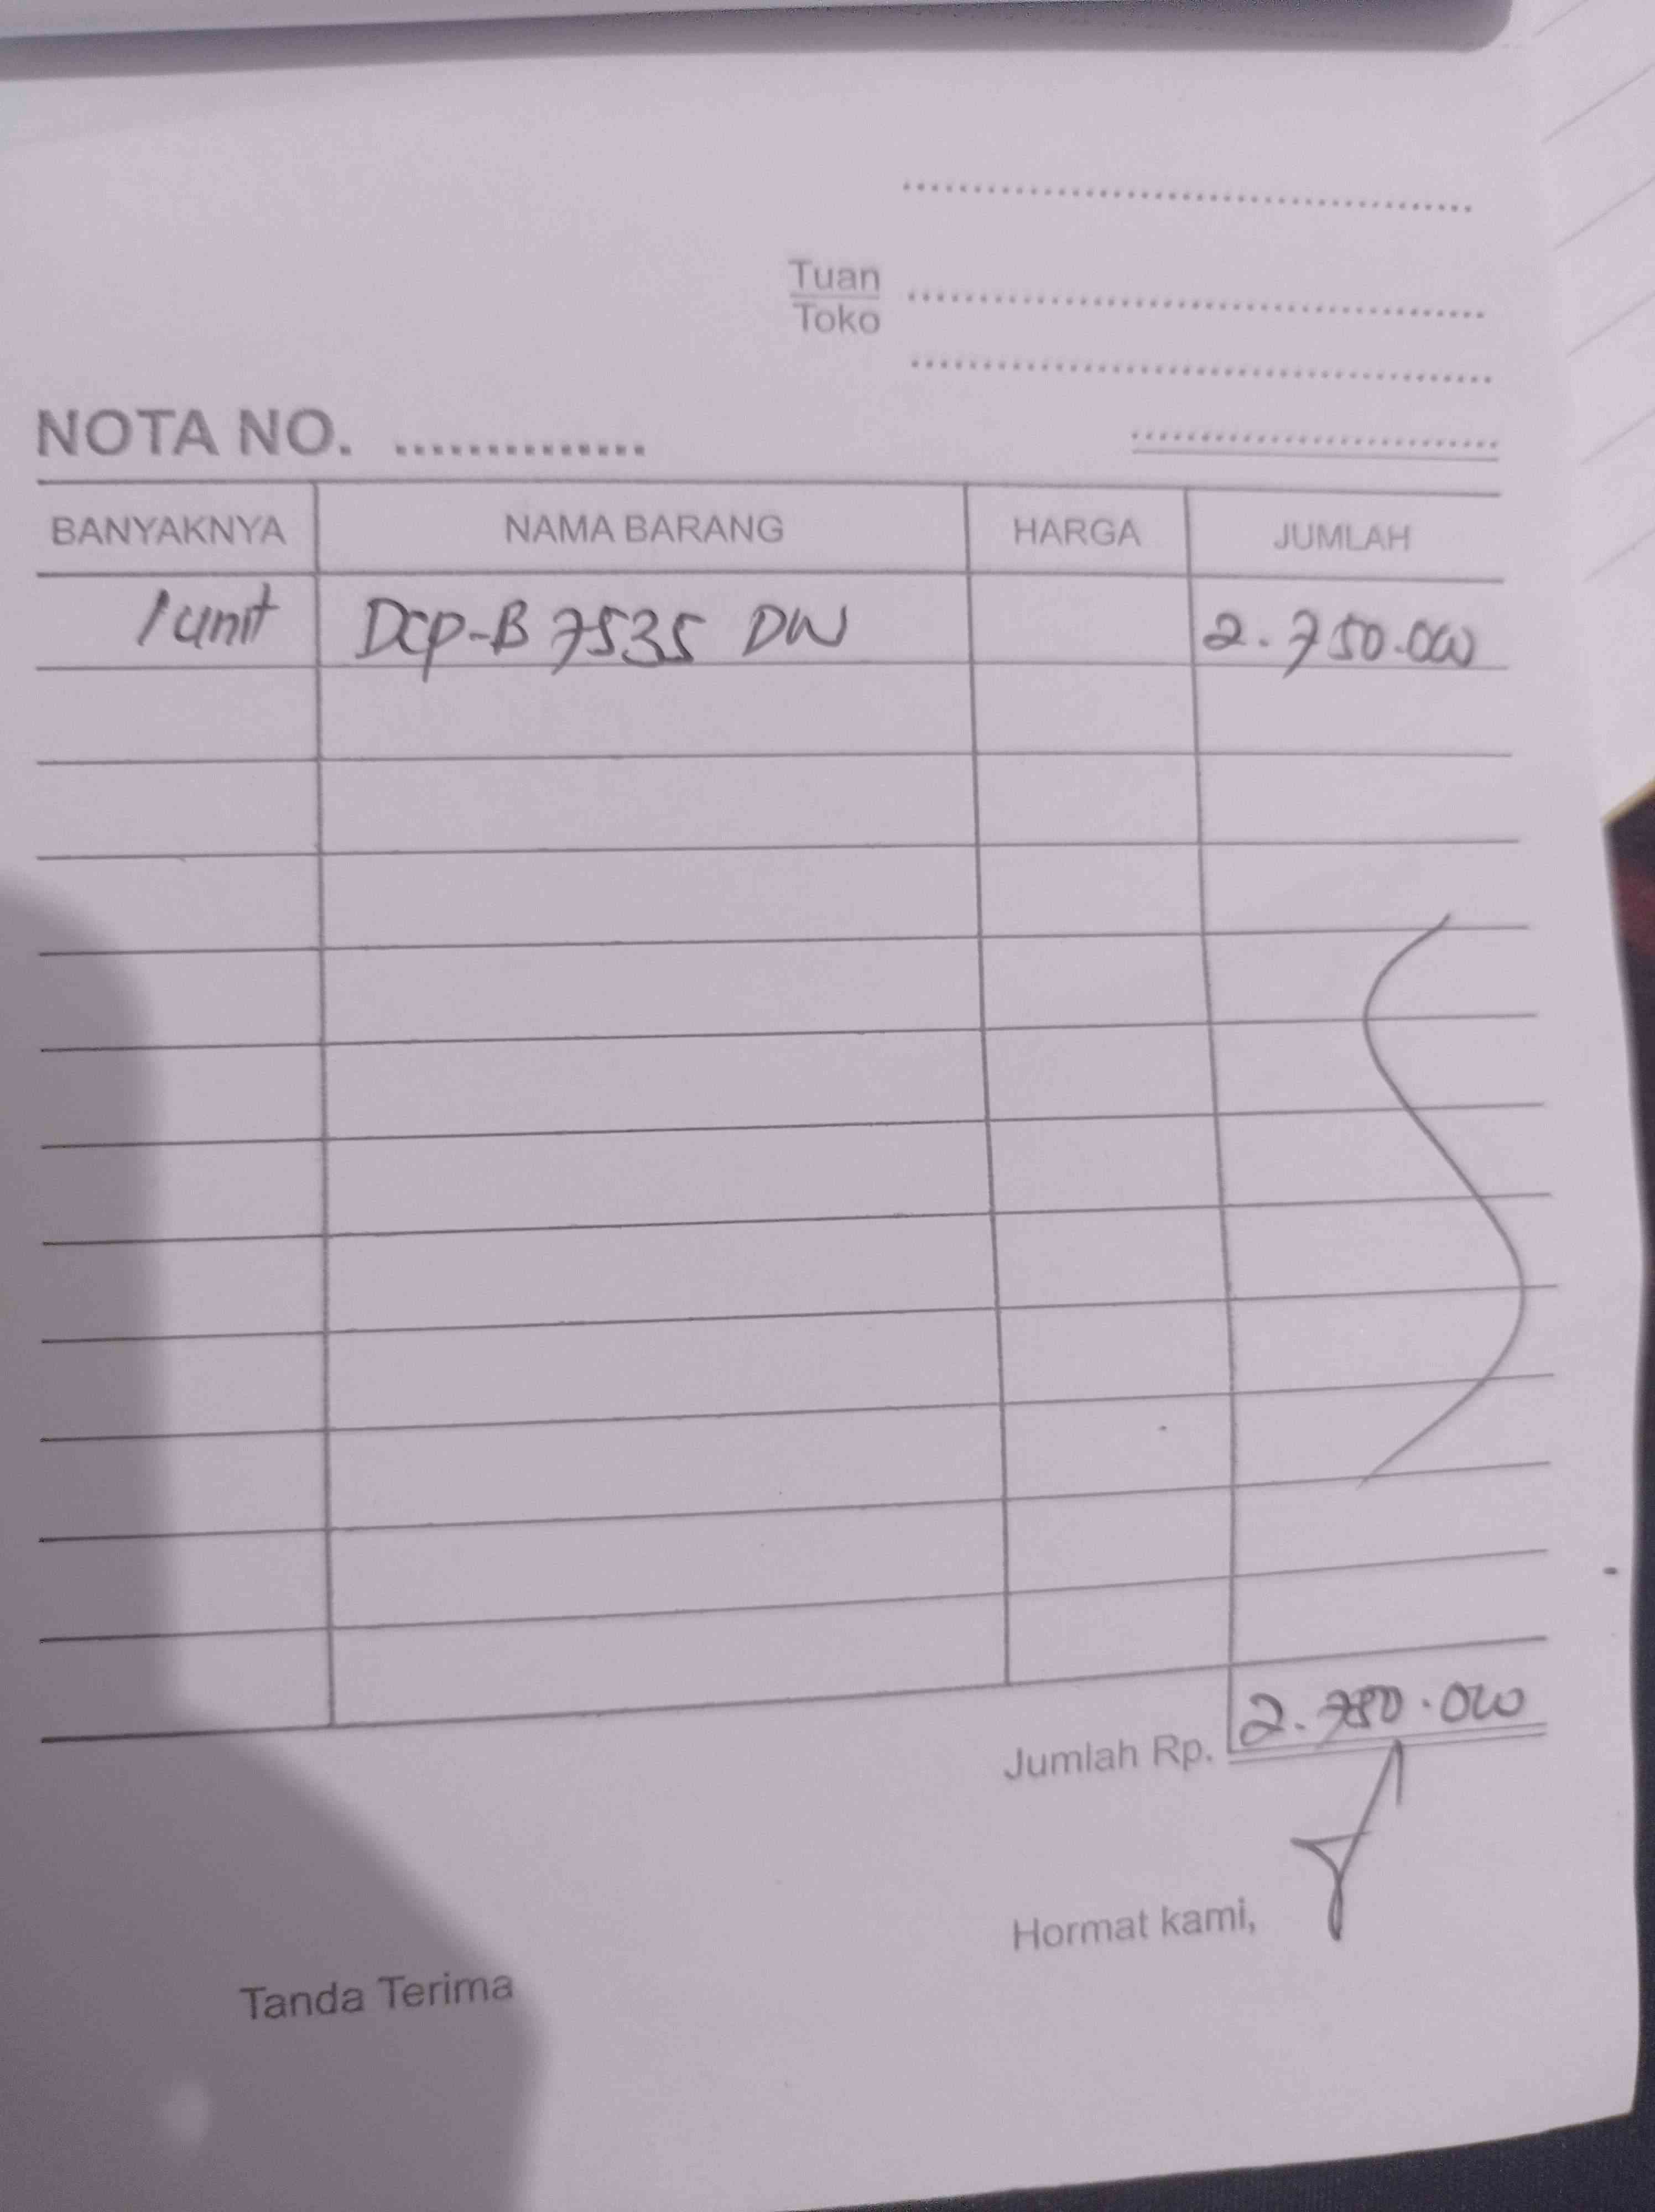 Tuan
Toko
NOTA NO. ..............
BANYAKNYA NAMA BARANG HARGA JUMLAH
1 unit DCP-B 7535 DW 2.750.000
Jumlah Rp. 2.750.000
Hormat kami,
Tanda Terima